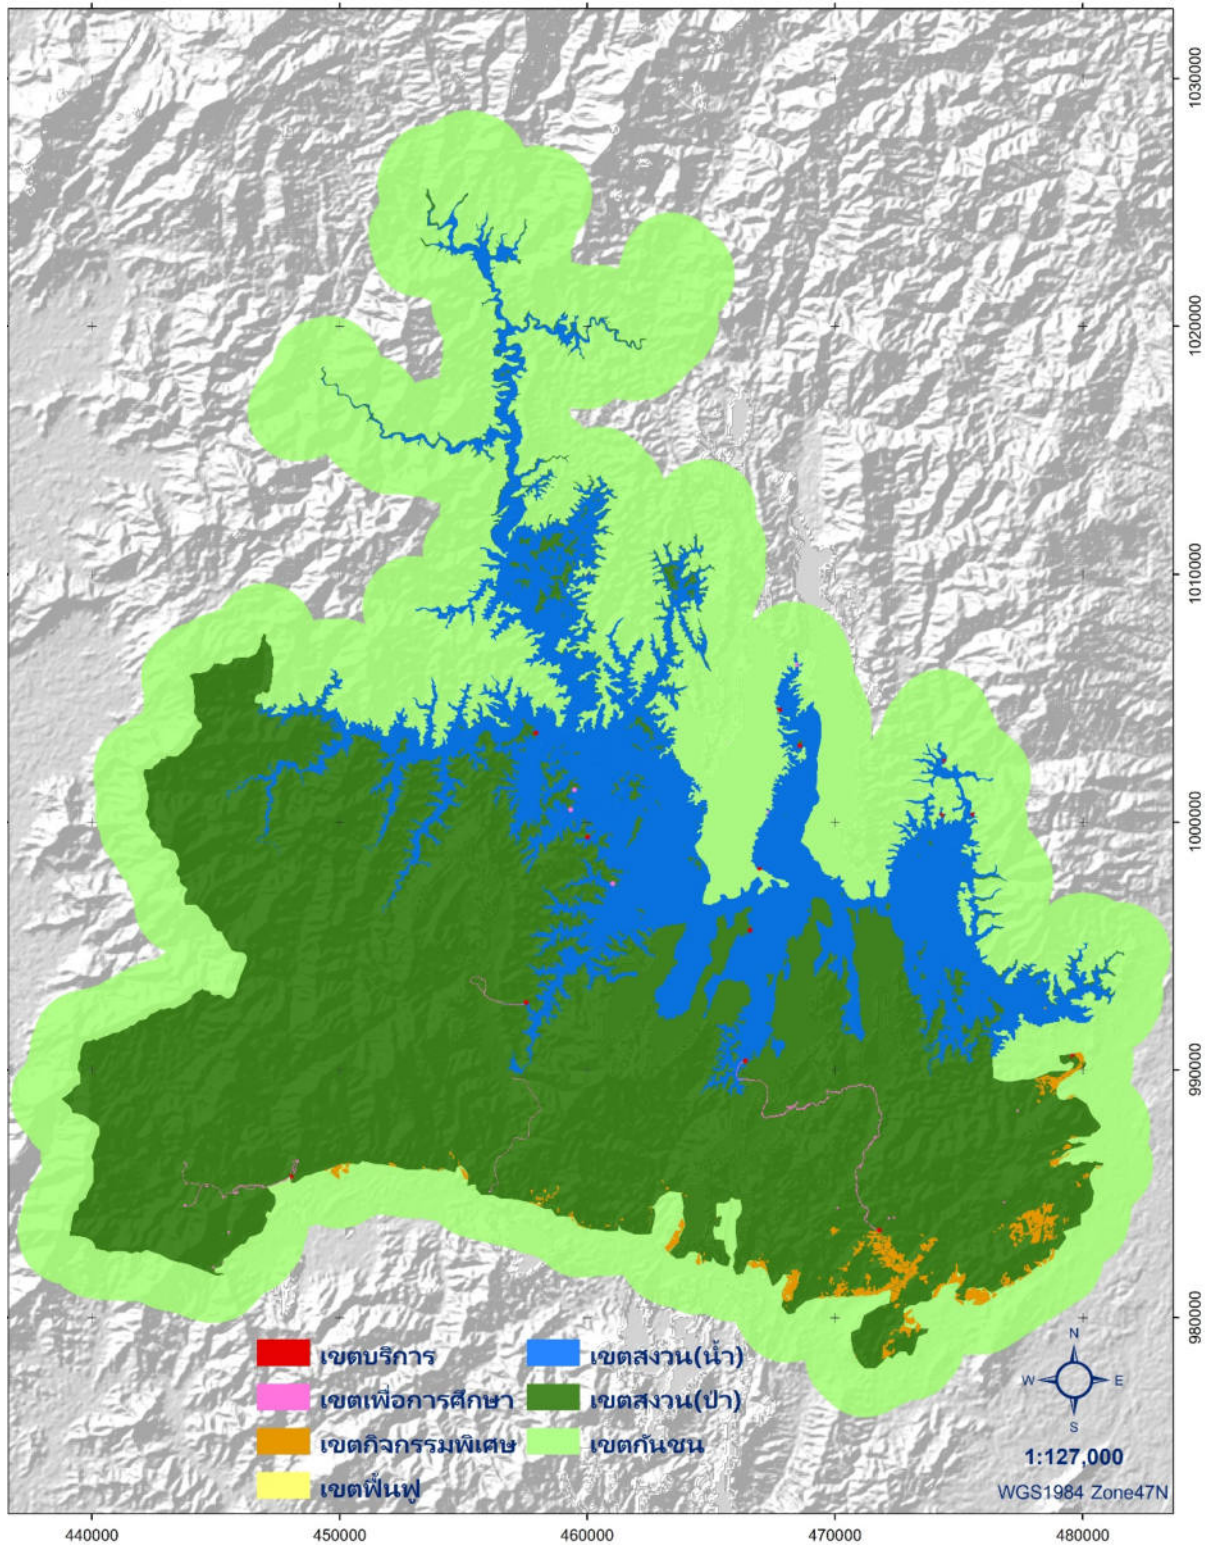 1030000
1020000
1010000
1000000
990000
980000
เขตบริการ
เขตเพื่อการศึกษา
เขตกิจกรรมพิเศษ
เขตฟื้นฟู
เขตสงวน(น้ำ)
เขตสงวน(ป่า)
เขตกันชน
N
W E
S
1:127,000
WGS1984 Zone47N
440000 450000 460000 470000 480000